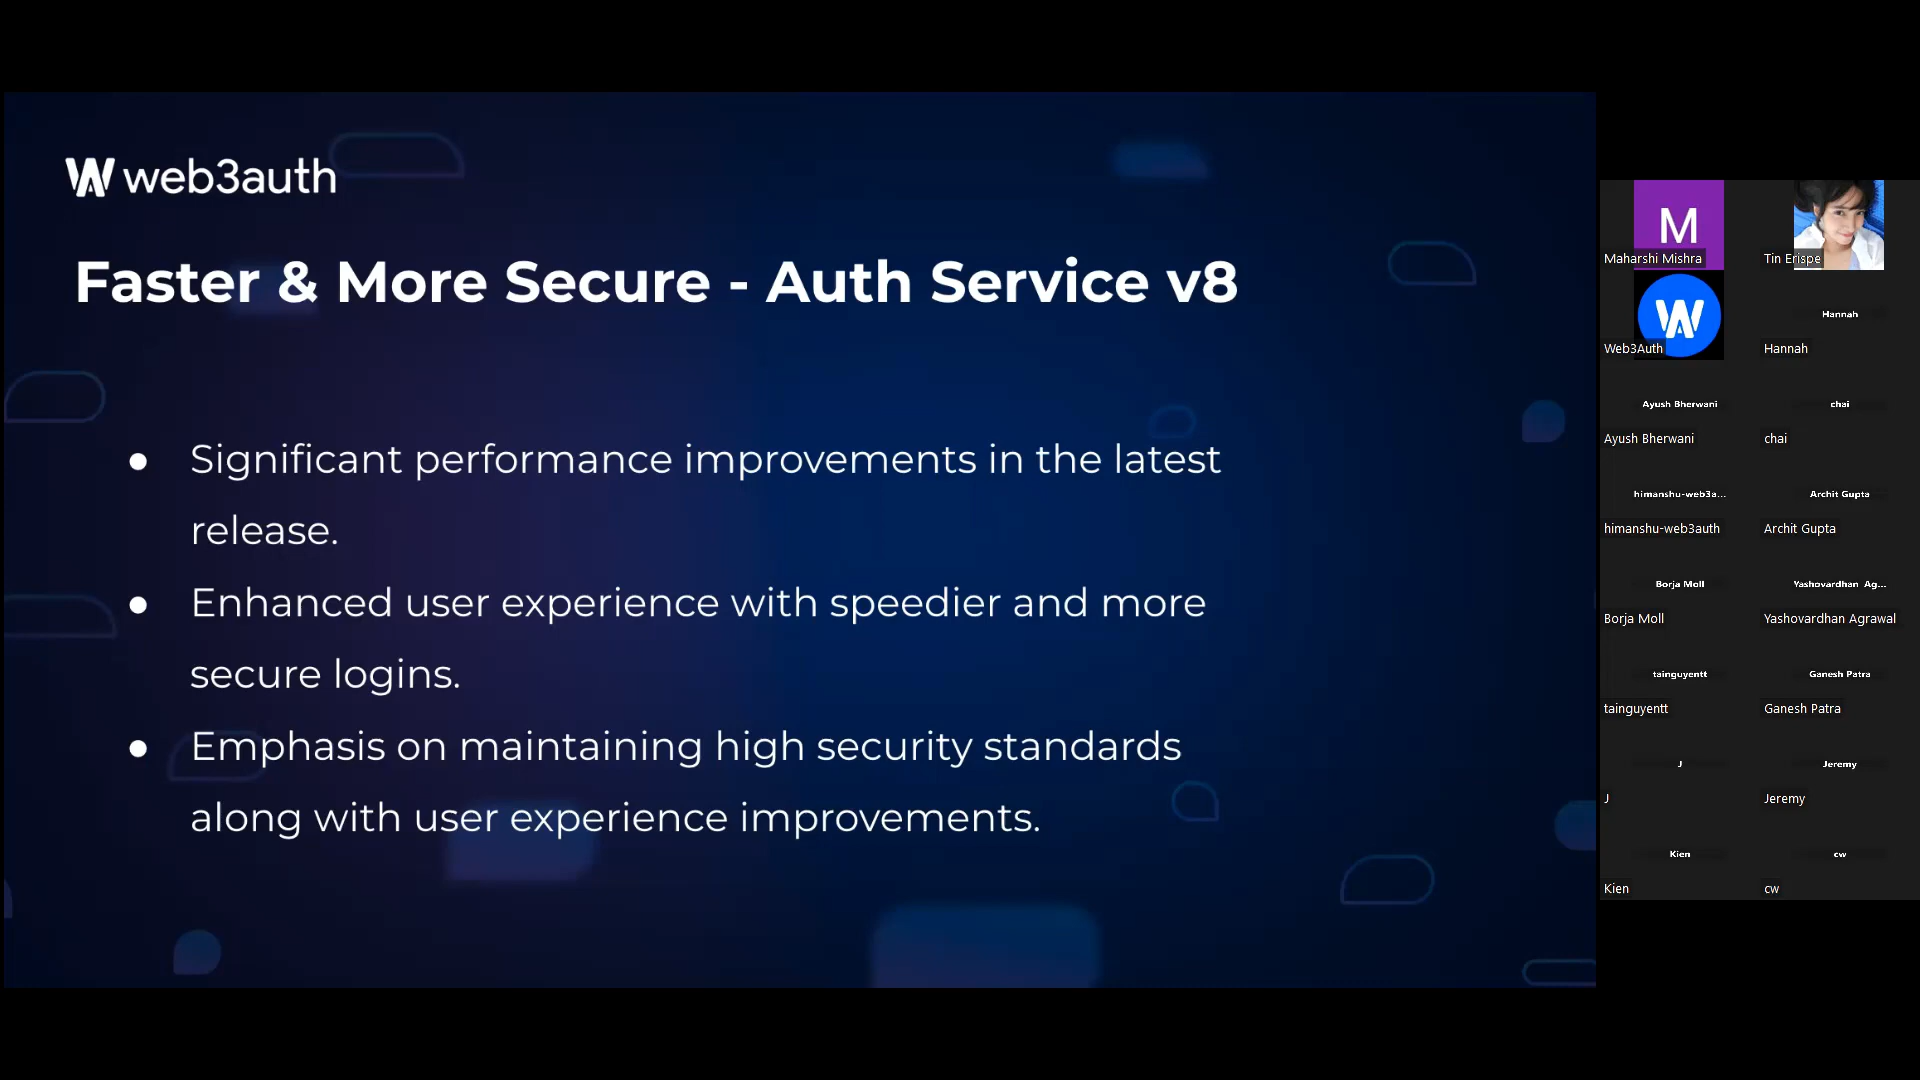 web3auth
Faster & More Secure - Auth Service v8
● Significant performance improvements in the latest
release.
● Enhanced user experience with speedier and more
secure logins.
● Emphasis on maintaining high security standards
along with user experience improvements.
M
Maharshi Mishra
Tin Erispe
Web3Auth
Hannah
Hannah
Ayush Bherwani
chai
Ayush Bherwani
chai
himanshu-web3a...
Archit Gupta
himanshu-web3auth
Archit Gupta
Borja Moll
Yashovardhan Ag...
Borja Moll
Yashovardhan Agrawal
tainguyentt
Ganesh Patra
tainguyentt
Ganesh Patra
J
Jeremy
J
Jeremy
Kien
cw
Kien
cw